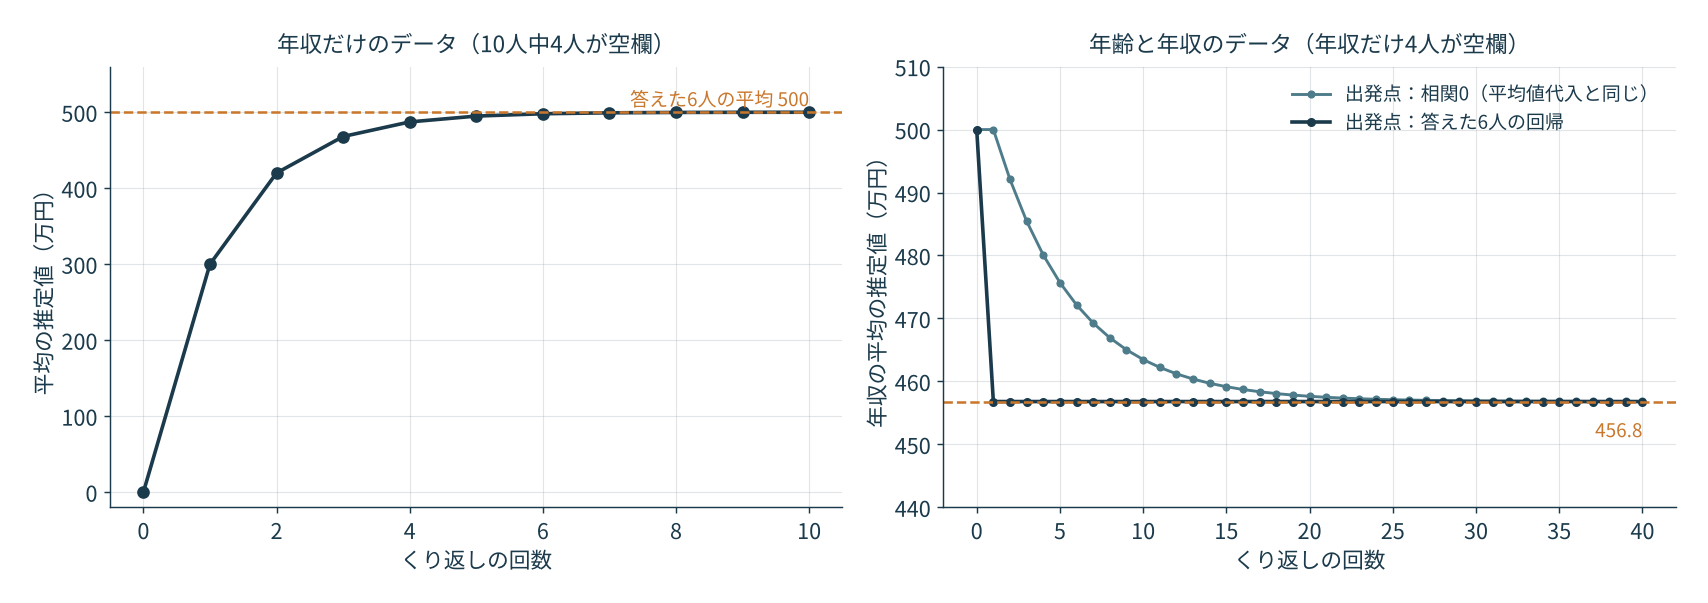 年収だけのデータ（10人中4人が空欄）
答えた6人の平均 500
平均の推定値（万円）
500
400
300
200
100
0
0 2 4 6 8 10
くり返しの回数
年齢と年収のデータ（年収だけ4人が空欄）
出発点：相関0（平均値代入と同じ）
出発点：答えた6人の回帰
年収の平均の推定値（万円）
510
500
490
480
470
460
450
440
456.8
0 5 10 15 20 25 30 35 40
くり返しの回数